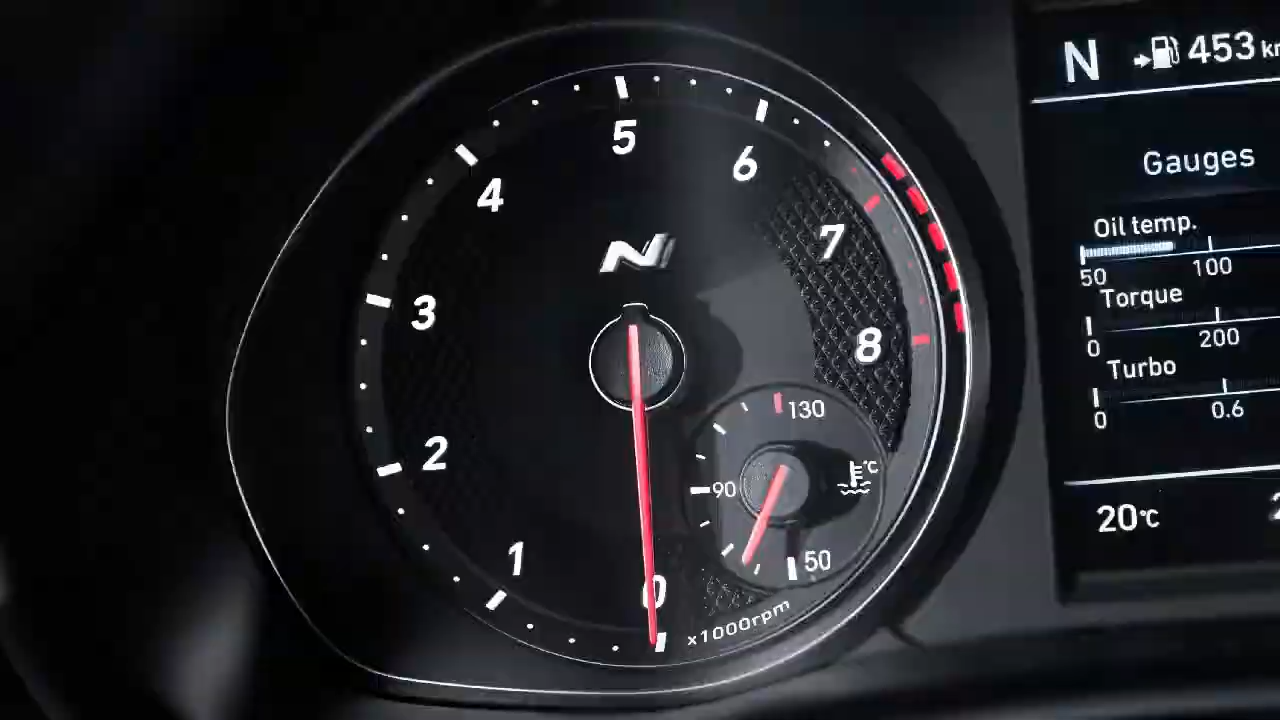 N 453 km
Gauges
Oil temp.
50 100
Torque
0 200
Turbo
0 0.6
20°C
5
6
4
7
3
8
2
1
0
N
130
90
°C
50
x1000rpm